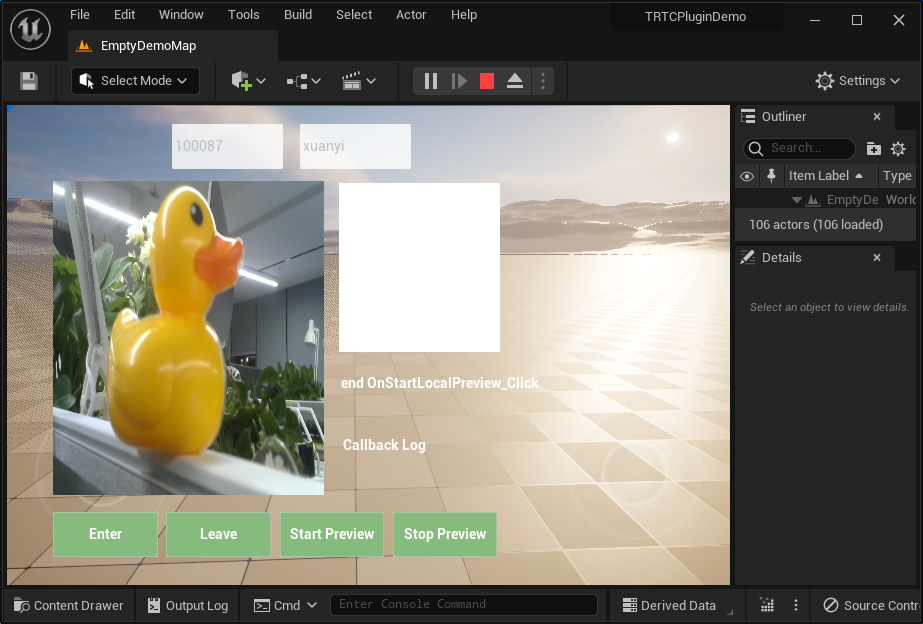 File Edit Window Tools Build Select Actor Help TRTCPluginDemo
EmptyDemoMap
Select Mode Settings
100087 xuanyi
Outliner
Search...
Item Label Type
EmptyDe World
106 actors (106 loaded)
Details
Select an object to view details.
end OnStartLocalPreview_Click
Callback Log
Enter Leave Start Preview Stop Preview
Content Drawer Output Log Cmd Enter Console Command Derived Data Source Contr